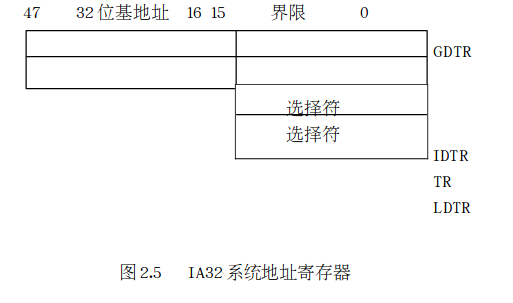 47 32位基地址 16 15 界限 0
GDTR
选择符
选择符
IDTR
TR
LDTR
图2.5 IA32系统地址寄存器